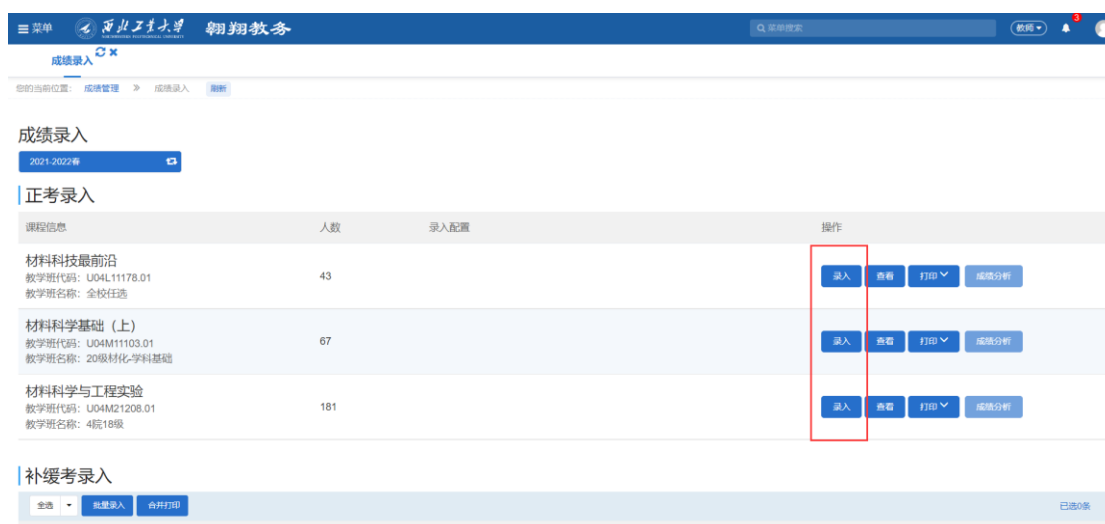 菜单 西北工业大学 翱翔教务 菜单搜索 教师 3
成绩录入
您的当前位置: 成绩管理 成绩录入 刷新
成绩录入
2021-2022春
正考录入
课程信息 人数 录入配置 操作
材料科技最前沿
教学班代码: U04L11178.01
教学班名称: 全校任选
43
录入 查看 打印 成绩分析
材料科学基础（上）
教学班代码: U04M11103.01
教学班名称: 20级材化-学科基础
67
录入 查看 打印 成绩分析
材料科学与工程实验
教学班代码: U04M21208.01
教学班名称: 4院18级
181
录入 查看 打印 成绩分析
补缓考录入
全选 批量录入 合并打印 已选0条